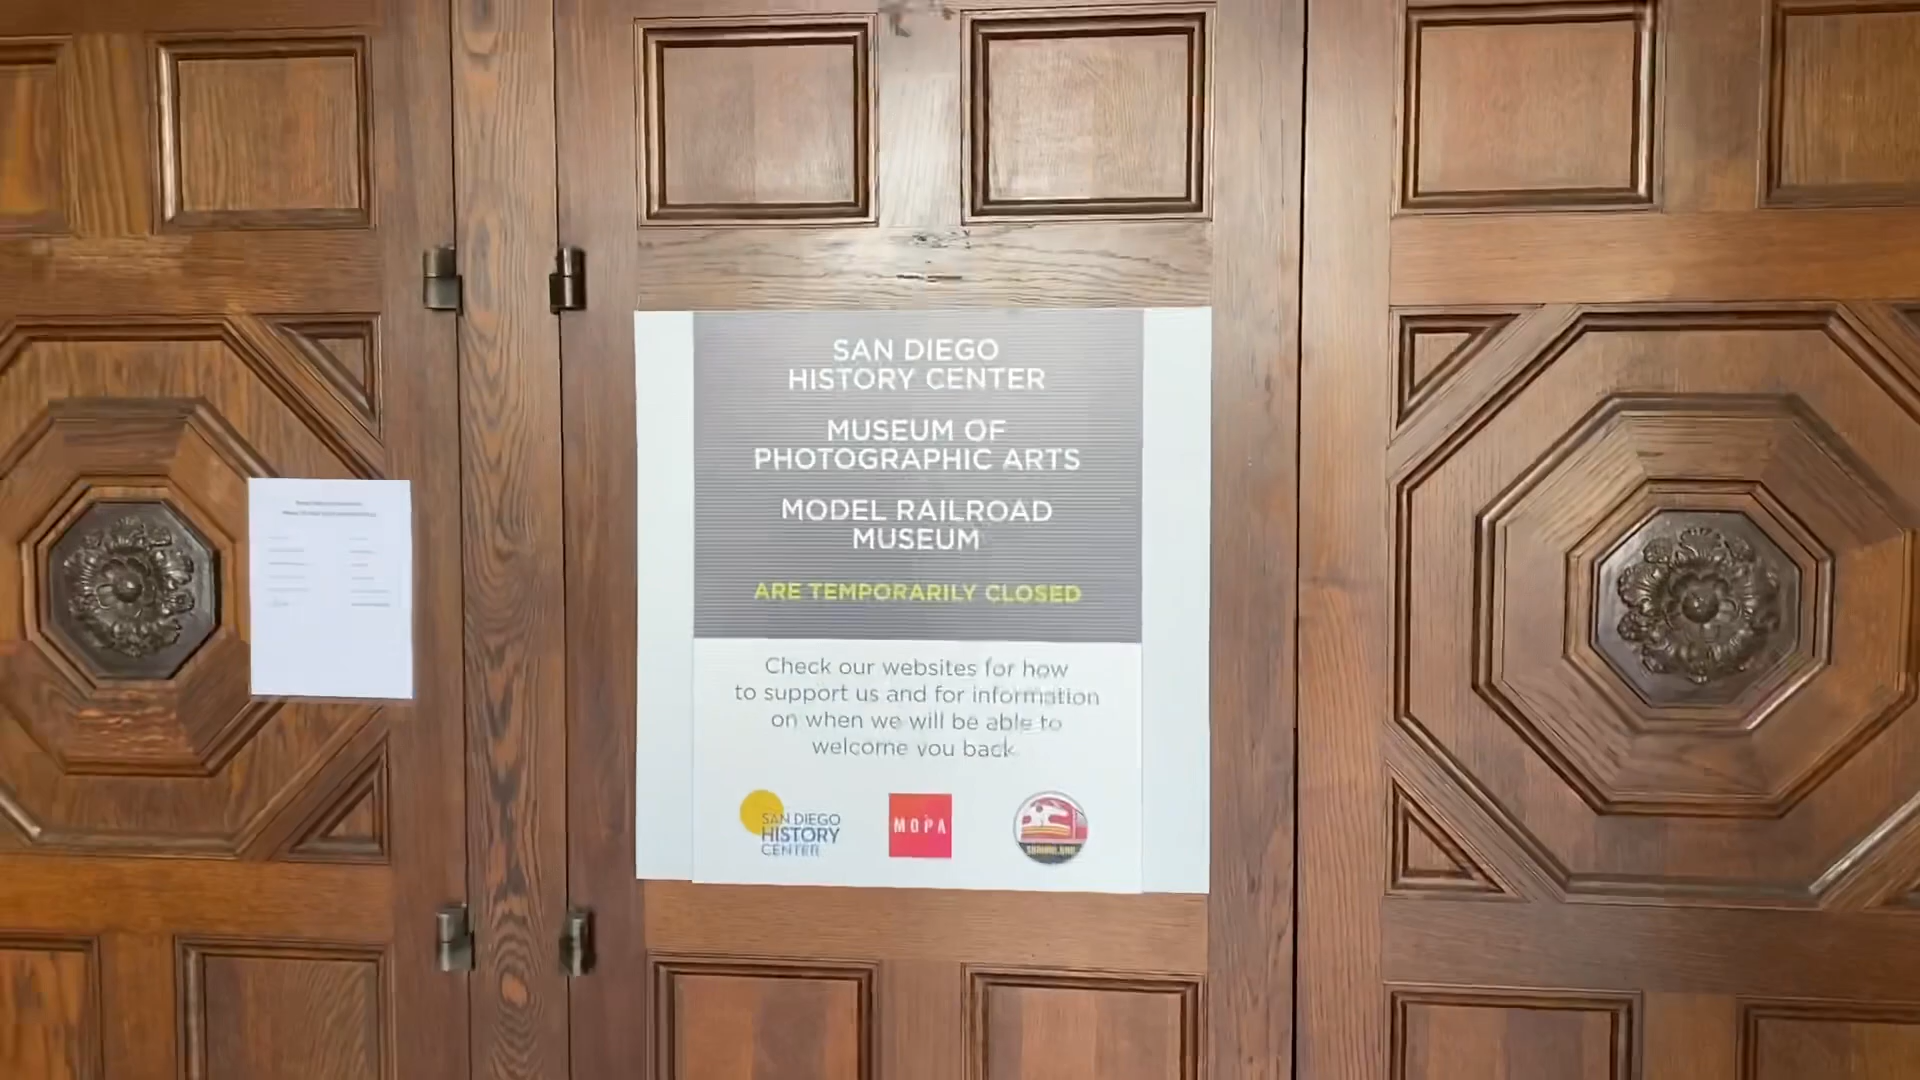 SAN DIEGO
HISTORY CENTER
MUSEUM OF
PHOTOGRAPHIC ARTS
MODEL RAILROAD
MUSEUM
ARE TEMPORARILY CLOSED
Check our websites for how
to support us and for information
on when we will be able to
welcome you back
SAN DIEGO
HISTORY
CENTER
MOPA